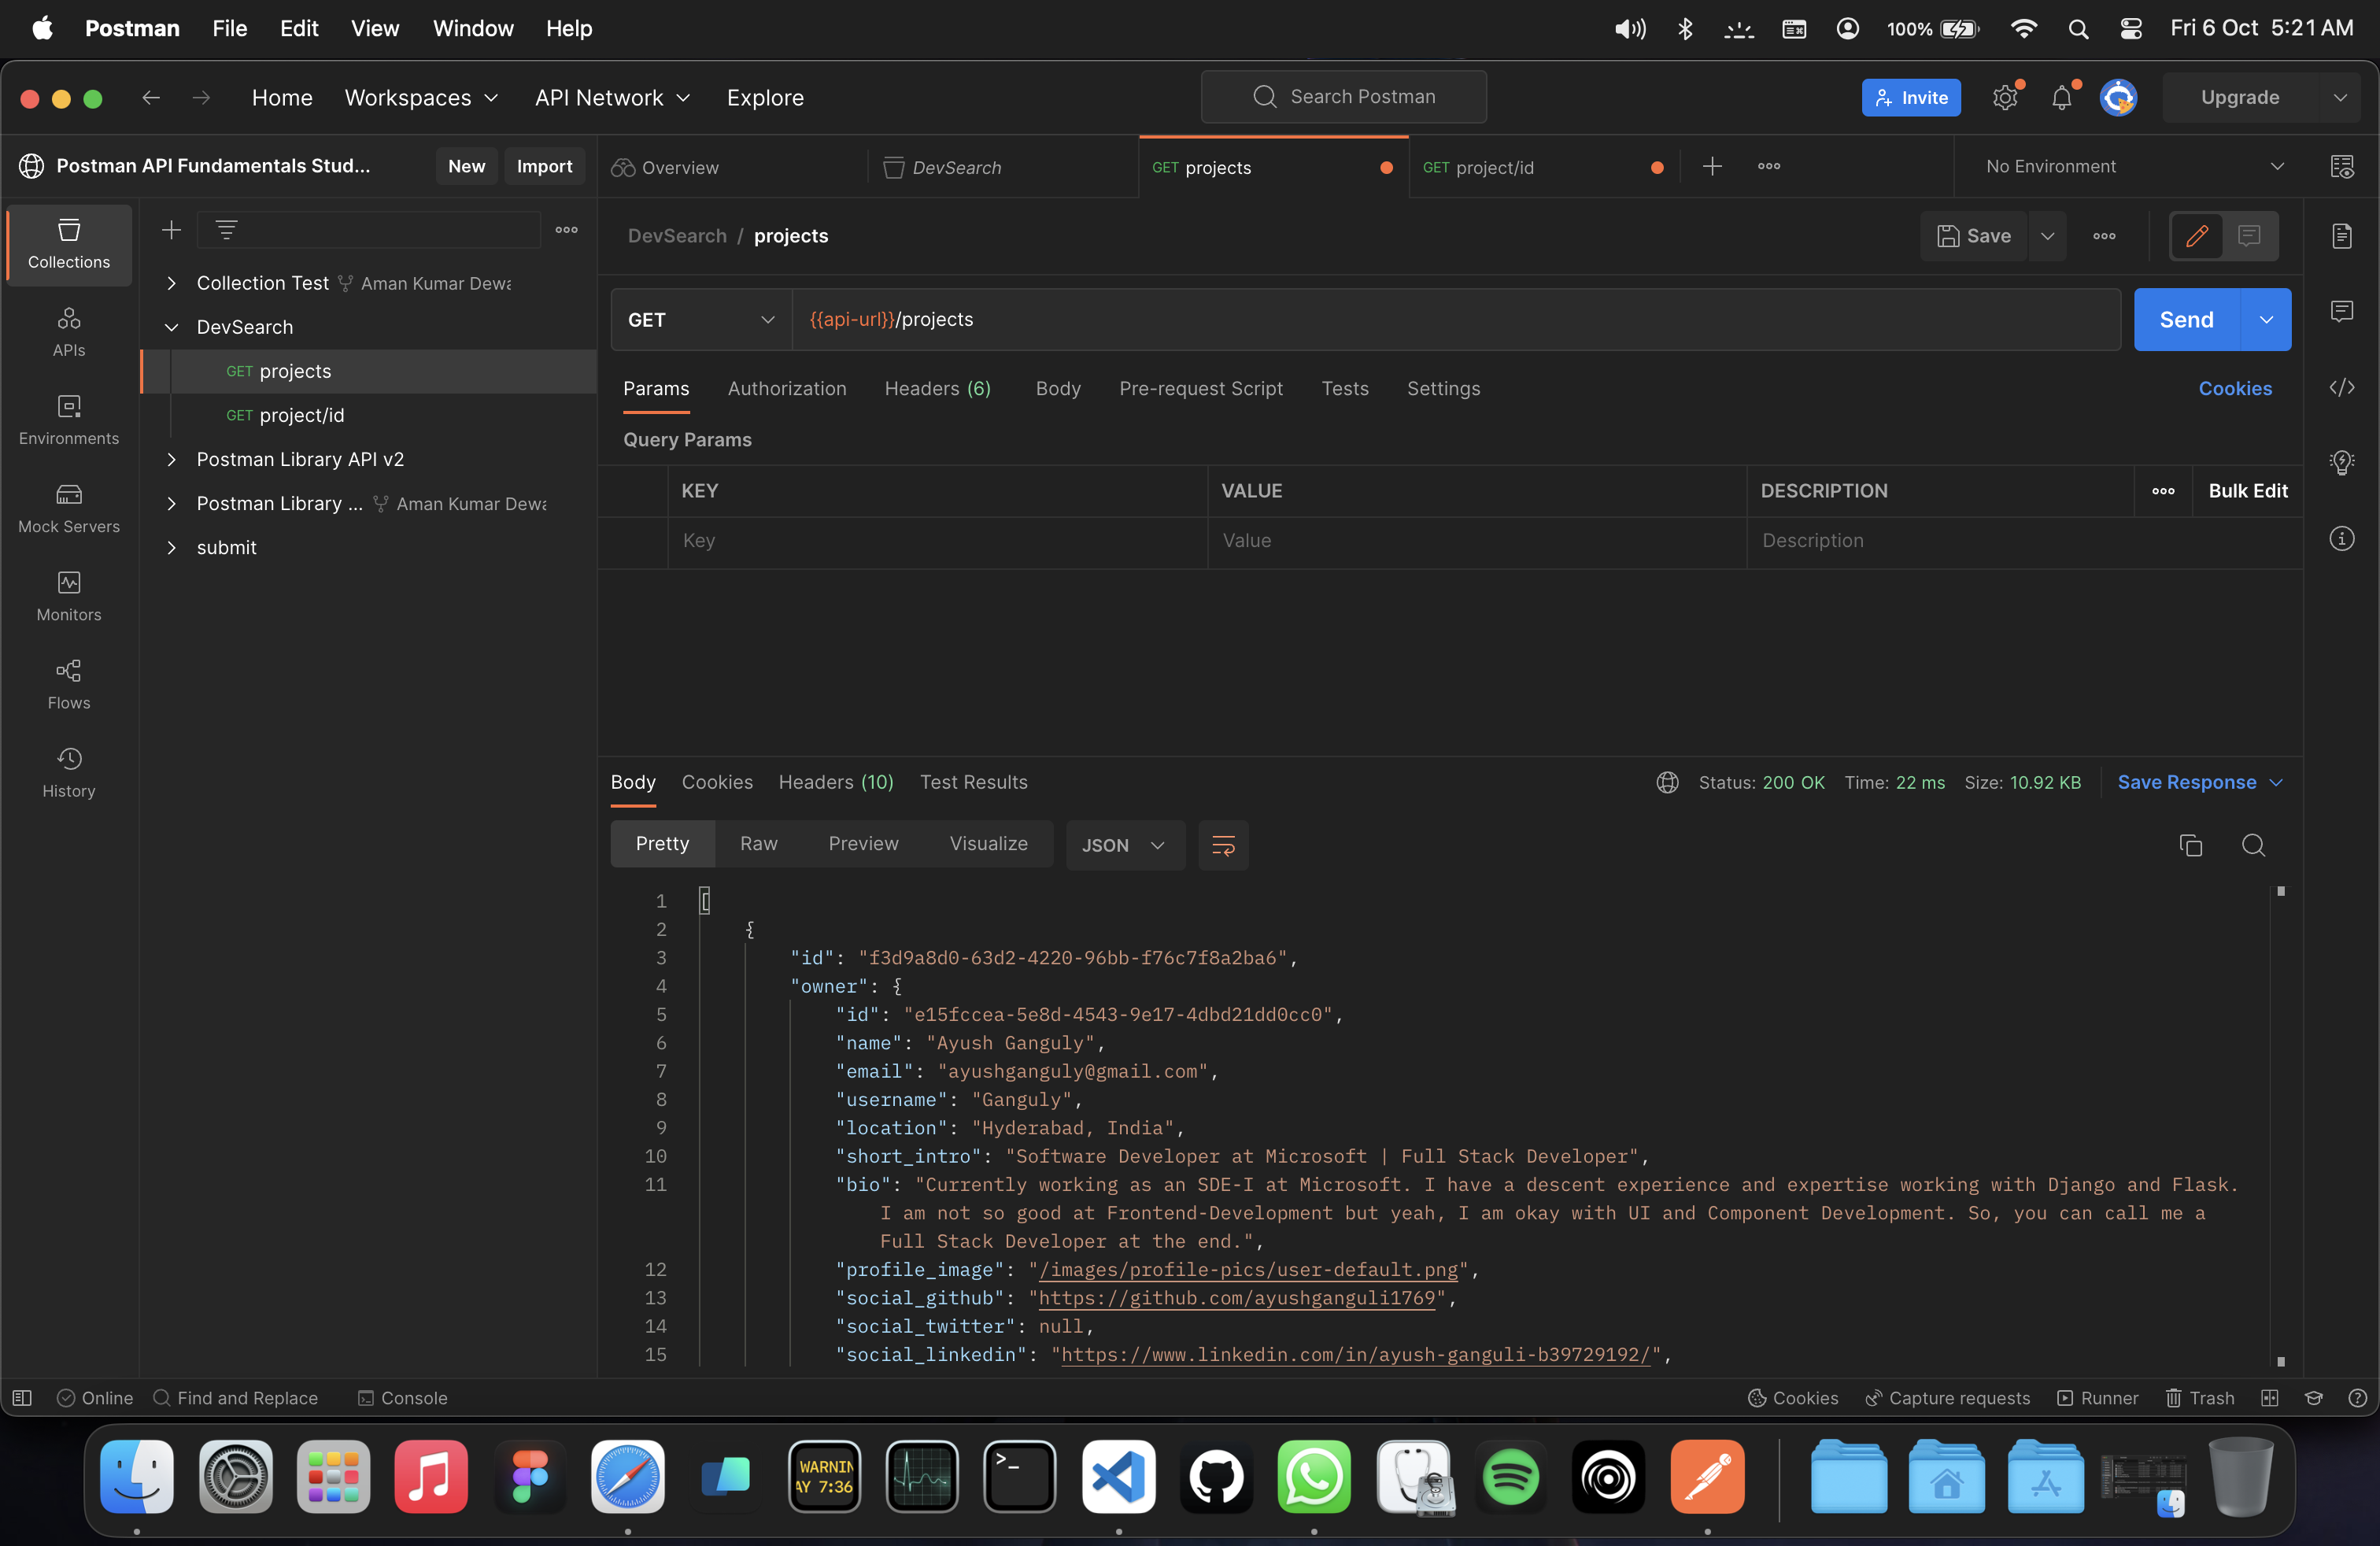 Postman File Edit View Window Help 100% Fri 6 Oct 5:21 AM
Home Workspaces API Network Explore Search Postman Invite Upgrade
Postman API Fundamentals Stud... New Import Overview DevSearch GET projects GET project/id No Environment
Collections
APIs
Environments
Mock Servers
Monitors
Flows
History
Collection Test Aman Kumar Dewa
DevSearch
GET projects
GET project/id
Postman Library API v2
Postman Library ... Aman Kumar Dewa
submit
DevSearch / projects Save
GET {{api-url}}/projects Send
Params Authorization Headers (6) Body Pre-request Script Tests Settings Cookies
Query Params
KEY VALUE DESCRIPTION Bulk Edit
Key Value Description
Body Cookies Headers (10) Test Results Status: 200 OK Time: 22 ms Size: 10.92 KB Save Response
Pretty Raw Preview Visualize JSON
1 [
2 {
3 "id": "f3d9a8d0-63d2-4220-96bb-f76c7f8a2ba6",
4 "owner": {
5 "id": "e15fccea-5e8d-4543-9e17-4dbd21dd0cc0",
6 "name": "Ayush Ganguly",
7 "email": "ayushganguly@gmail.com",
8 "username": "Ganguly",
9 "location": "Hyderabad, India",
10 "short_intro": "Software Developer at Microsoft | Full Stack Developer",
11 "bio": "Currently working as an SDE-I at Microsoft. I have a descent experience and expertise working with Django and Flask.
I am not so good at Frontend-Development but yeah, I am okay with UI and Component Development. So, you can call me a
Full Stack Developer at the end.",
12 "profile_image": "/images/profile-pics/user-default.png",
13 "social_github": "https://github.com/ayushganguli1769",
14 "social_twitter": null,
15 "social_linkedin": "https://www.linkedin.com/in/ayush-ganguli-b39729192/",
Online Find and Replace Console Cookies Capture requests Runner Trash
WARNIN
AY 7:36